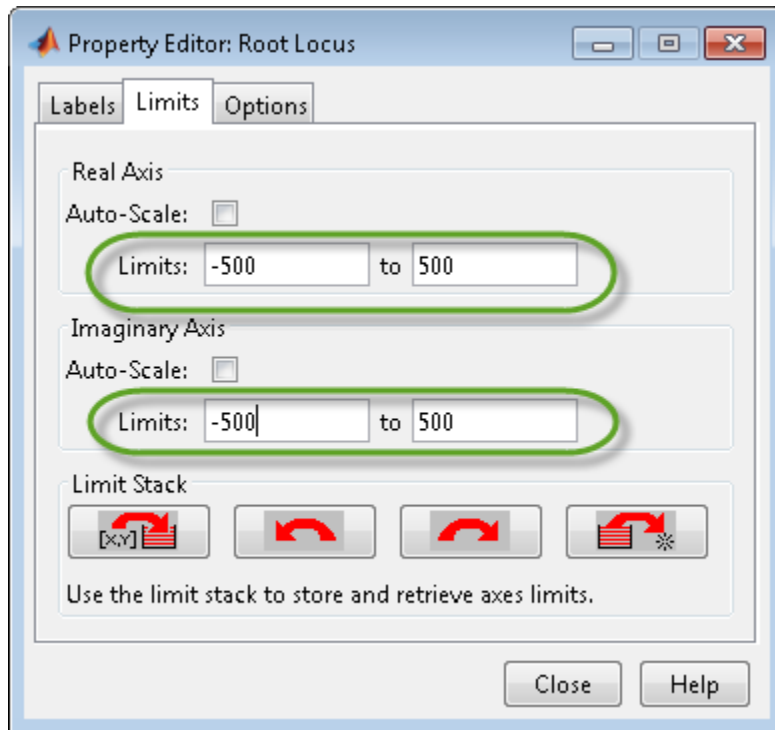 Property Editor: Root Locus
Labels Limits Options
Real Axis
Auto-Scale:
Limits: -500 to 500
Imaginary Axis
Auto-Scale:
Limits: -500 to 500
Limit Stack
[X,Y]
Use the limit stack to store and retrieve axes limits.
Close Help